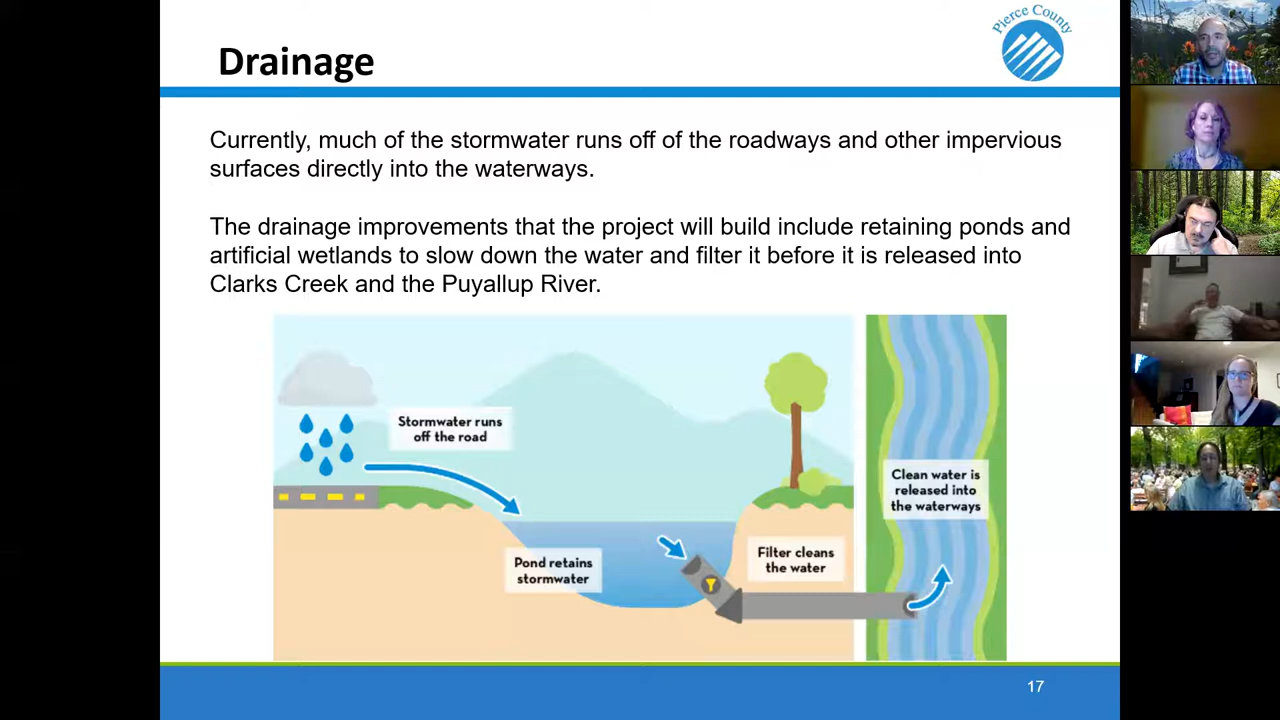 Drainage
Pierce County
Currently, much of the stormwater runs off of the roadways and other impervious
surfaces directly into the waterways.
The drainage improvements that the project will build include retaining ponds and
artificial wetlands to slow down the water and filter it before it is released into
Clarks Creek and the Puyallup River.
Stormwater runs
off the road
Pond retains
stormwater
Filter cleans
the water
Clean water is
released into
the waterways
17